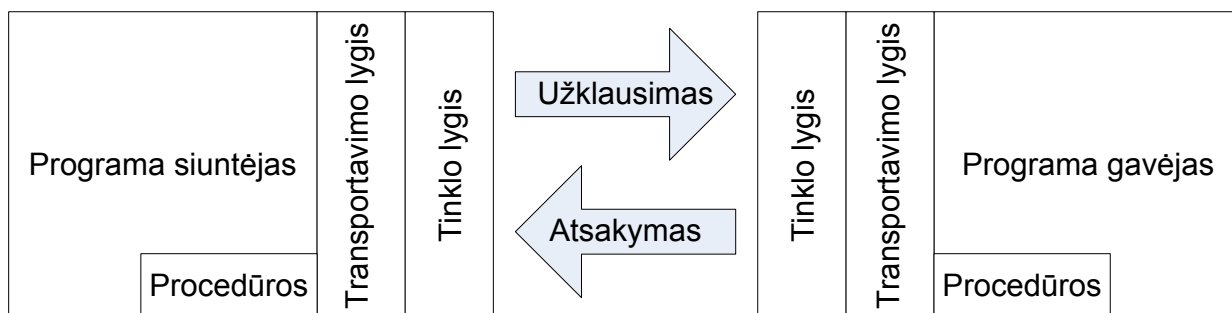 Programa siuntėjas
Procedūros
Transportavimo lygis
Tinklo lygis
Užklausimas
Atsakymas
Tinklo lygis
Transportavimo lygis
Programa gavėjas
Procedūros